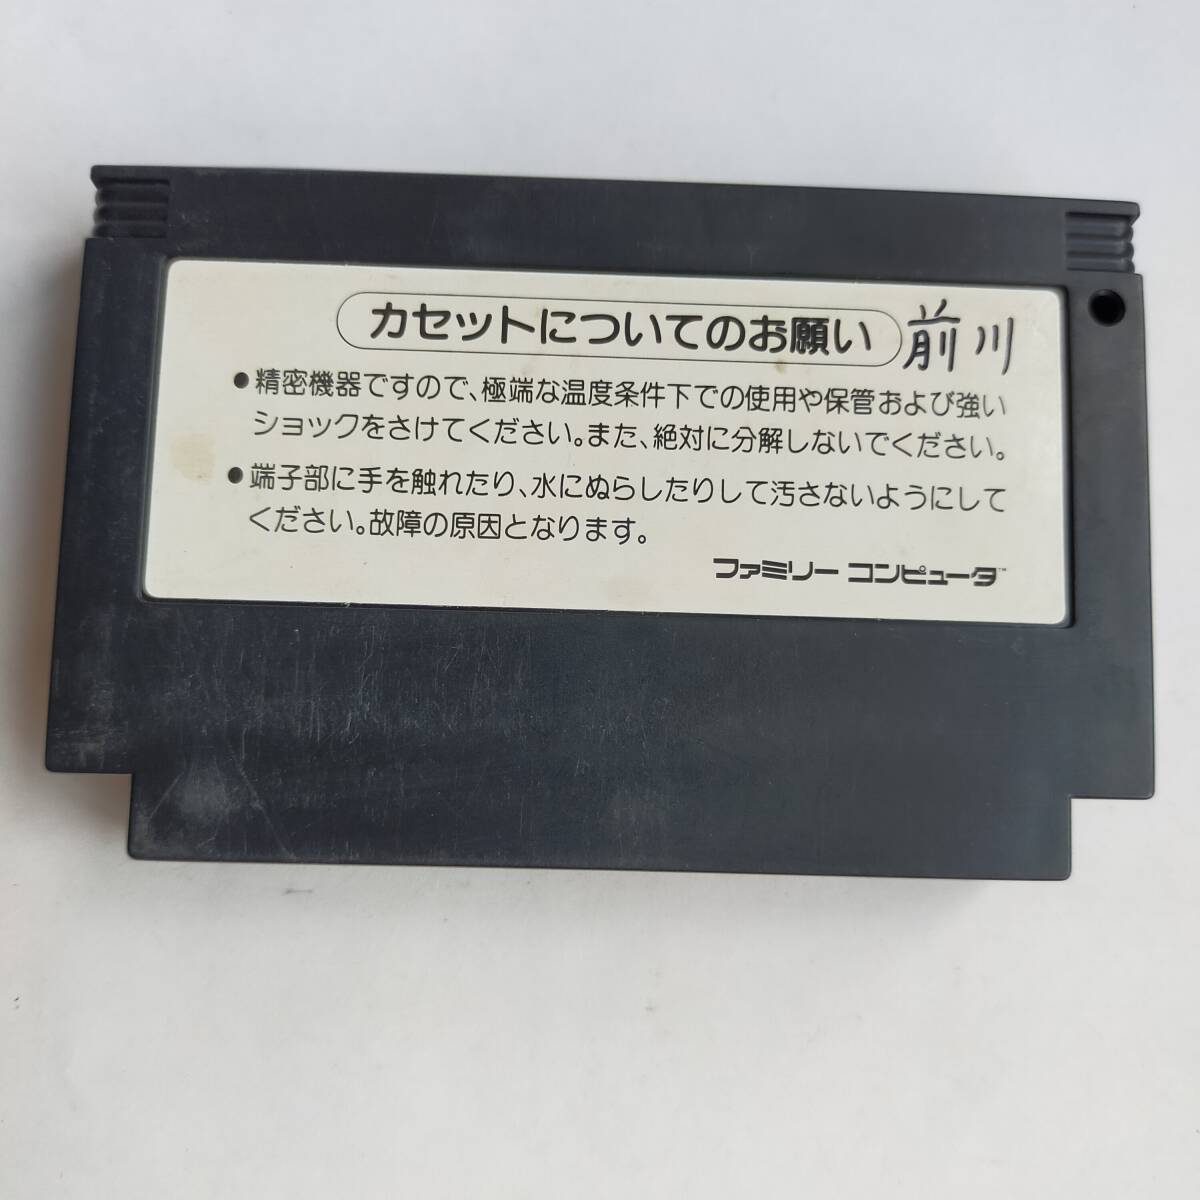 カセットについてのお願い 前川
●精密機器ですので、極端な温度条件下での使用や保管および強い
ショックをさけてください。また、絶対に分解しないでください。
●端子部に手を触れたり、水にぬらしたりして汚さないようにして
ください。故障の原因となります。
ファミリー コンピュータ™